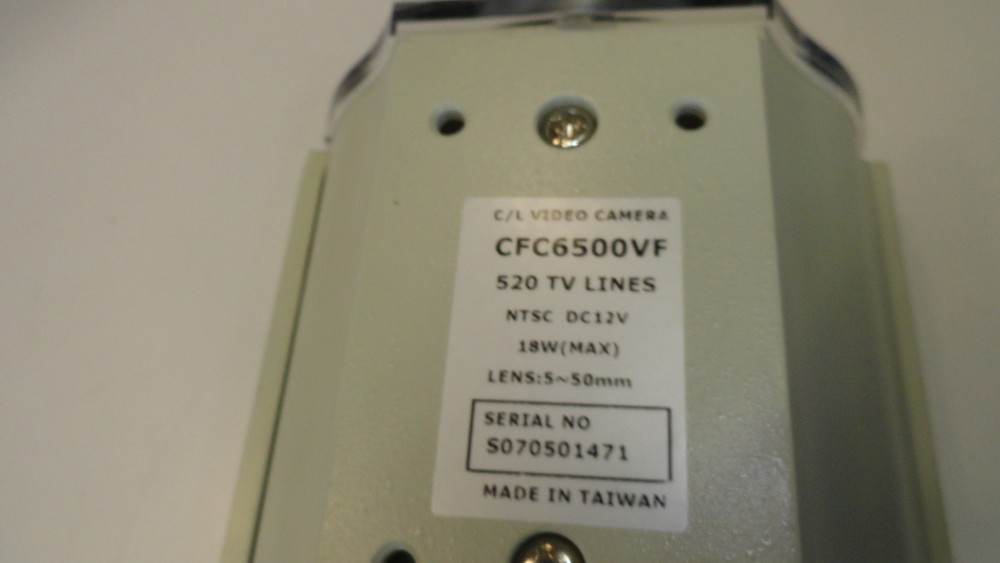 C/L VIDEO CAMERA
CFC6500VF
520 TV LINES
NTSC DC12V
18W(MAX)
LENS:5~50mm
SERIAL NO
S070501471
MADE IN TAIWAN